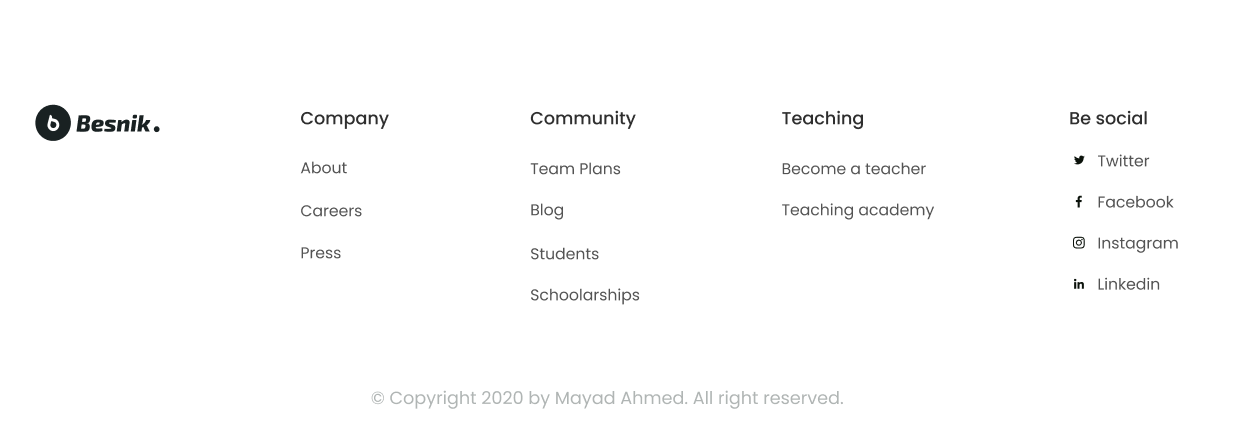 Besnik.
Company
About
Careers
Press
Community
Team Plans
Blog
Students
Schoolarships
Teaching
Become a teacher
Teaching academy
Be social
Twitter
Facebook
Instagram
Linkedin
© Copyright 2020 by Mayad Ahmed. All right reserved.